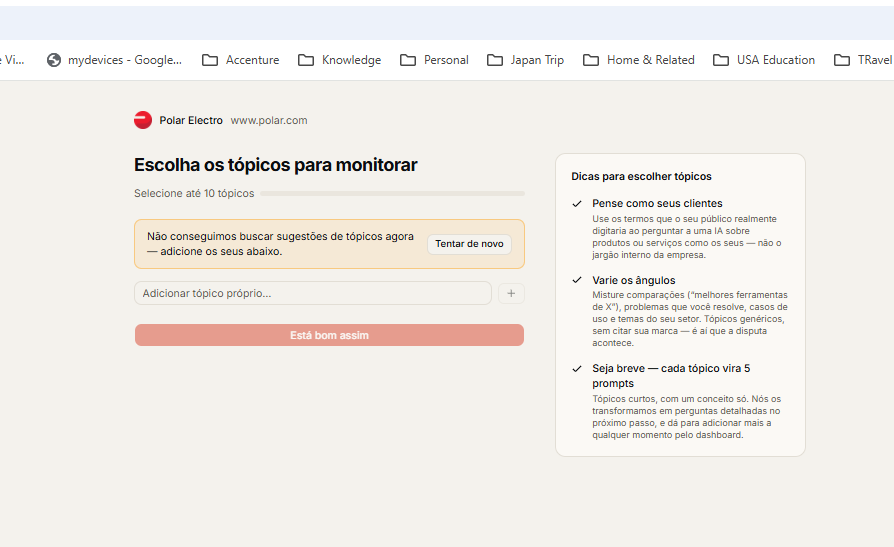 e Vi...
mydevices - Google...
Accenture
Knowledge
Personal
Japan Trip
Home & Related
USA Education
TRavel
Polar Electro www.polar.com
Escolha os tópicos para monitorar
Selecione até 10 tópicos
Não conseguimos buscar sugestões de tópicos agora
— adicione os seus abaixo.
Tentar de novo
Adicionar tópico próprio...
+
Está bom assim
Dicas para escolher tópicos
Pense como seus clientes
Use os termos que o seu público realmente
digitaria ao perguntar a uma IA sobre
produtos ou serviços como os seus — não o
jargão interno da empresa.
Varie os ângulos
Misture comparações (“melhores ferramentas
de X”), problemas que você resolve, casos de
uso e temas do seu setor. Tópicos genéricos,
sem citar sua marca — é aí que a disputa
acontece.
Seja breve — cada tópico vira 5
prompts
Tópicos curtos, com um conceito só. Nós os
transformamos em perguntas detalhadas no
próximo passo, e dá para adicionar mais a
qualquer momento pelo dashboard.